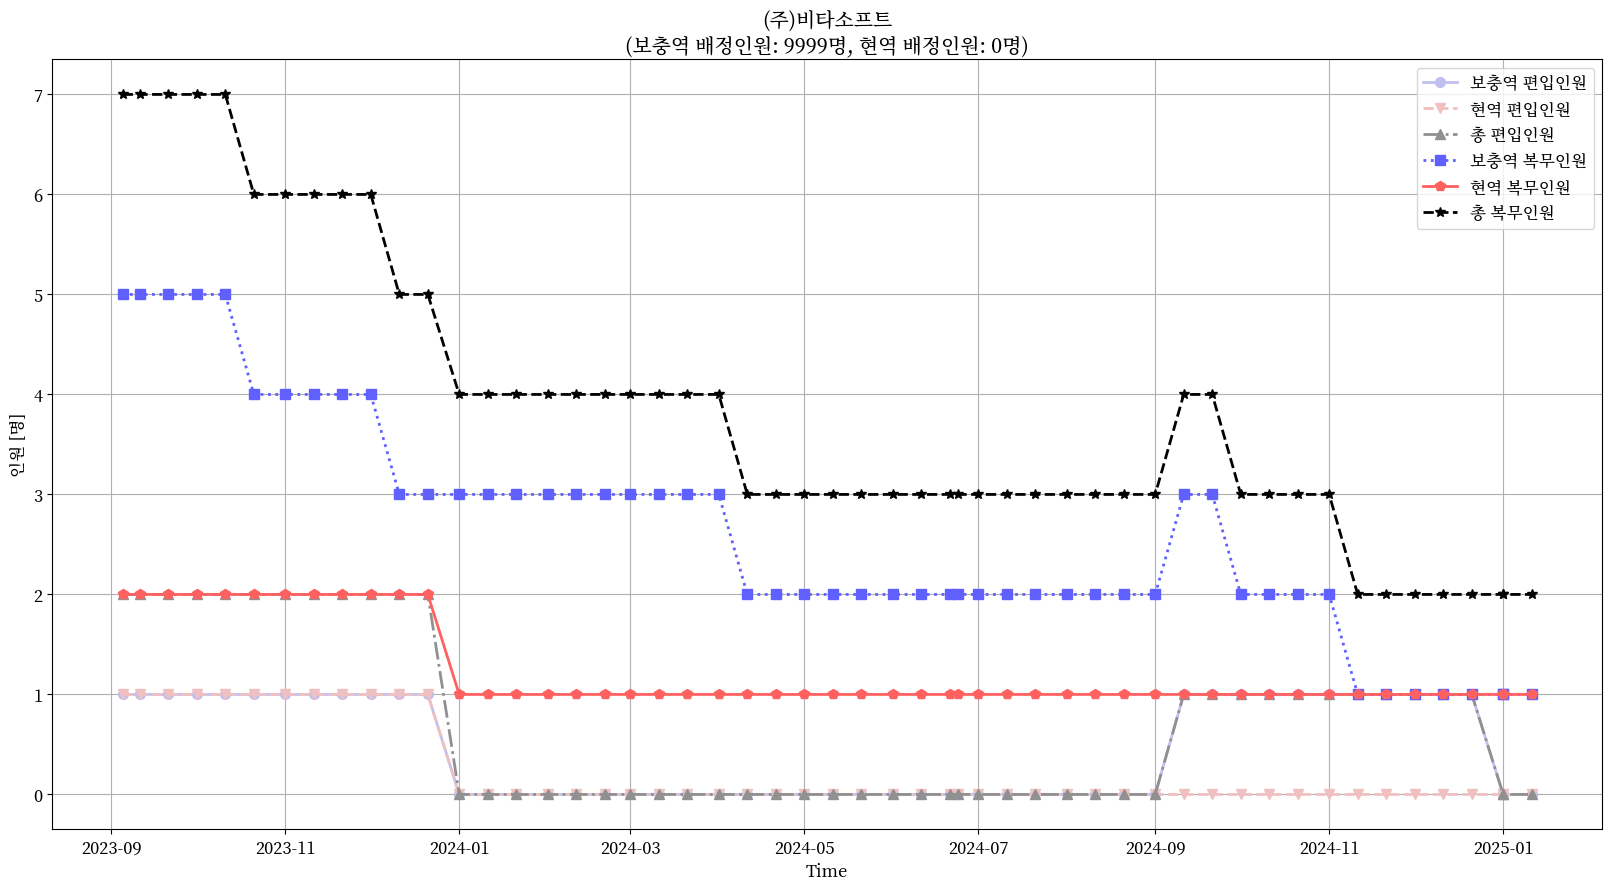 (주)비타소프트
(보충역 배정인원: 9999명, 현역 배정인원: 0명)
보충역 편입인원
현역 편입인원
총 편입인원
보충역 복무인원
현역 복무인원
총 복무인원
인원 [명]
7
6
5
4
3
2
1
0
2023-09
2023-11
2024-01
2024-03
2024-05
2024-07
2024-09
2024-11
2025-01
Time